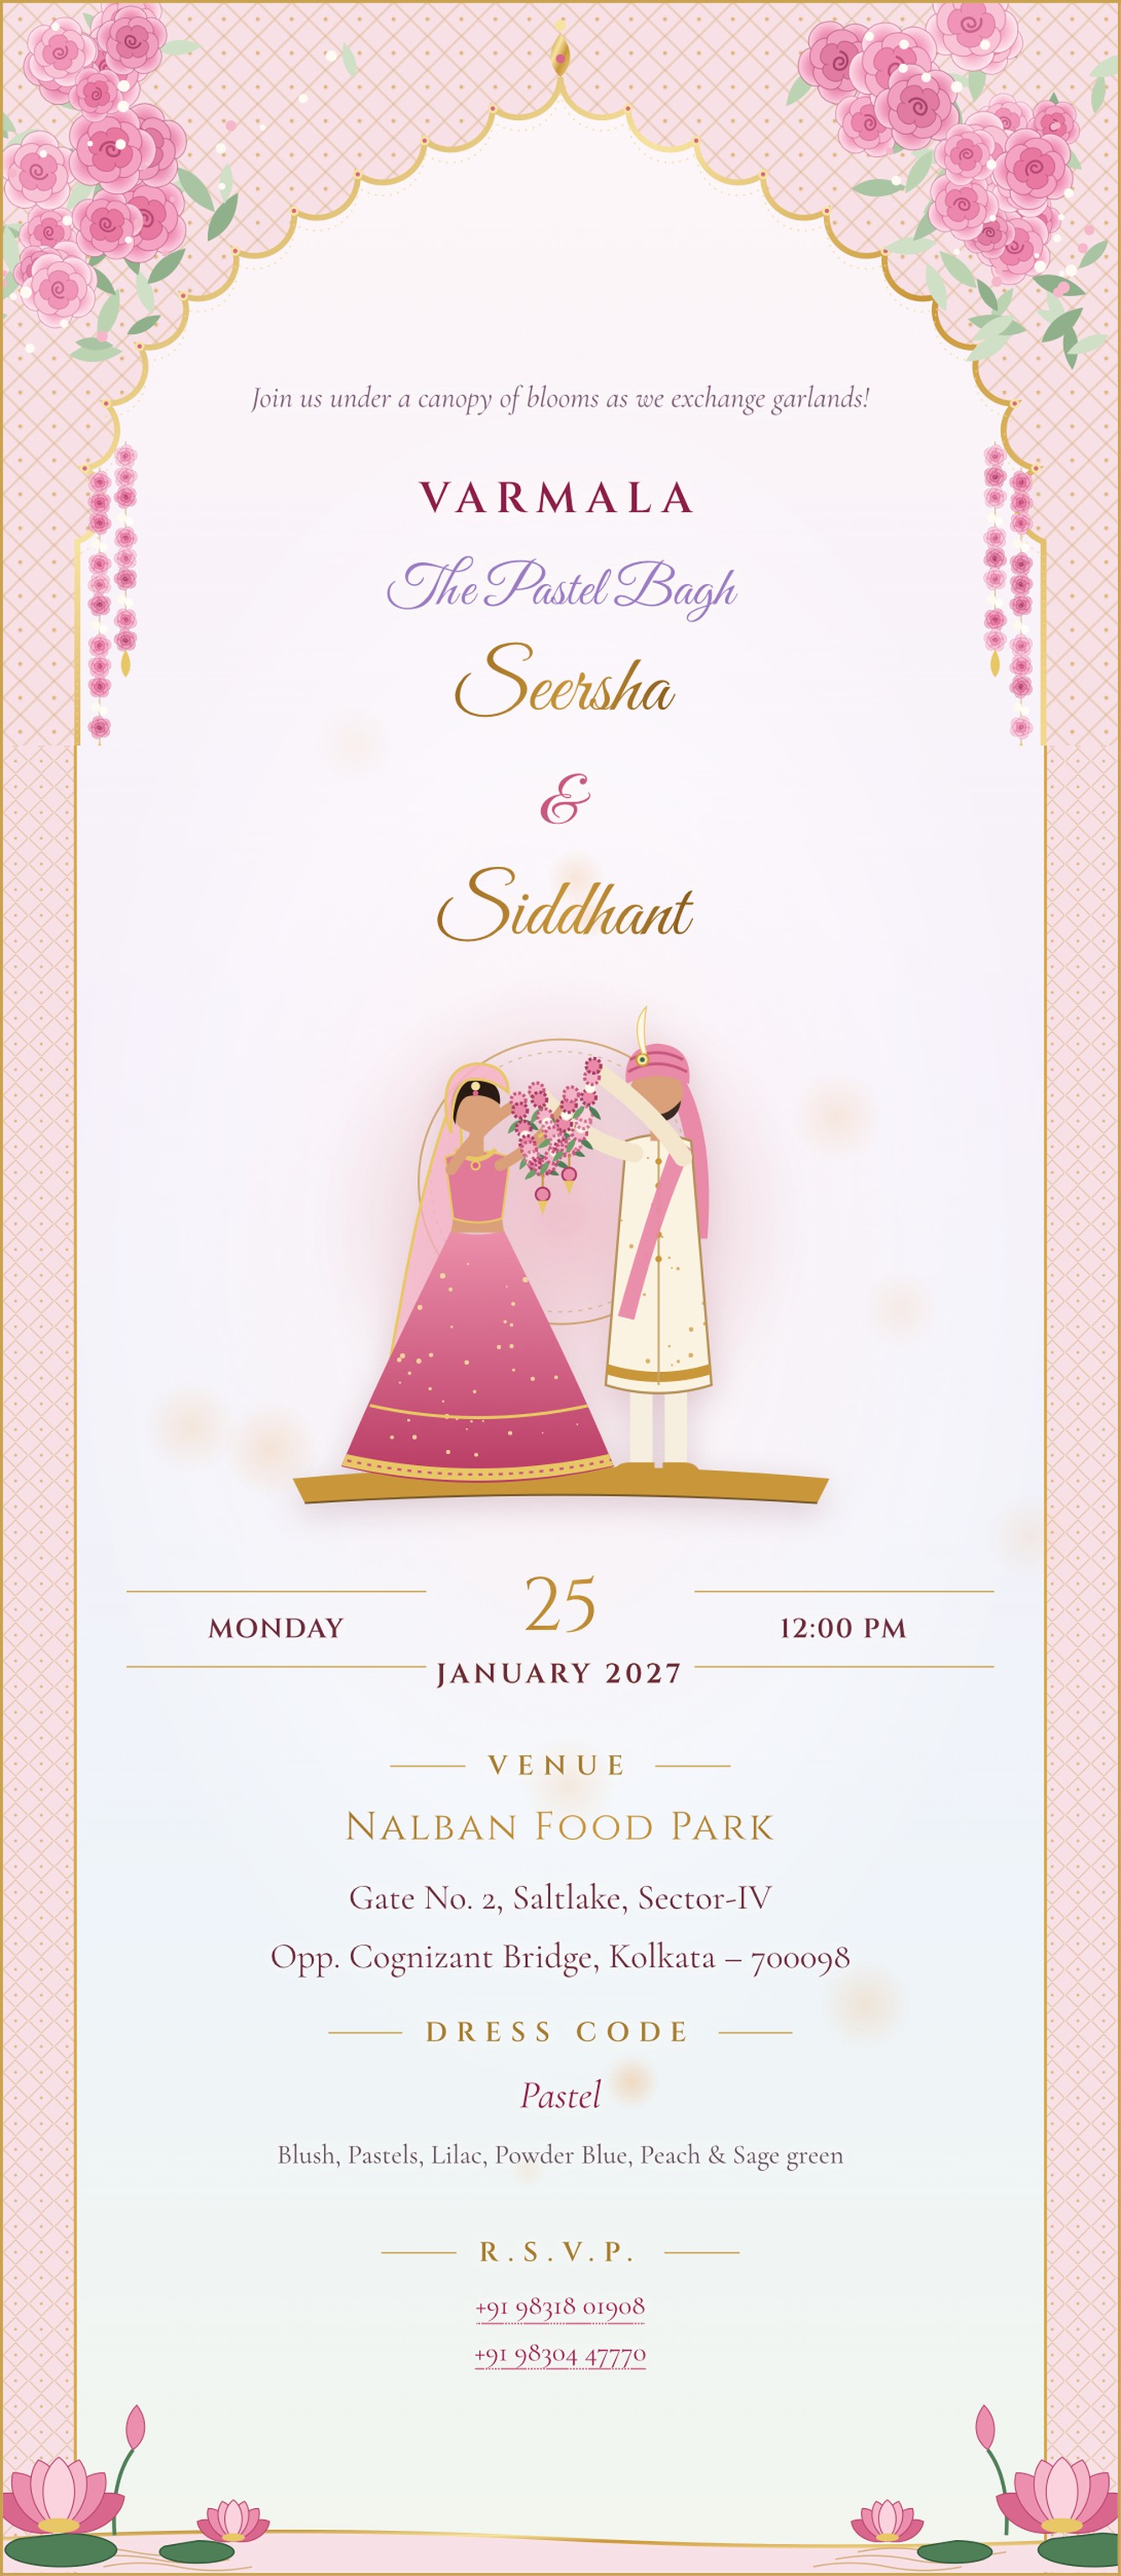 Join us under a canopy of blooms as we exchange garlands!
VARMALA
The Pastel Bagh
Seersha
&
Siddhant
25
MONDAY
12:00 PM
JANUARY 2027
VENUE
Nalban Food Park
Gate No. 2, Saltlake, Sector-IV
Opp. Cognizant Bridge, Kolkata – 700098
DRESS CODE
Pastel
Blush, Pastels, Lilac, Powder Blue, Peach & Sage green
R.S.V.P.
+91 98318 01908
+91 98304 47770